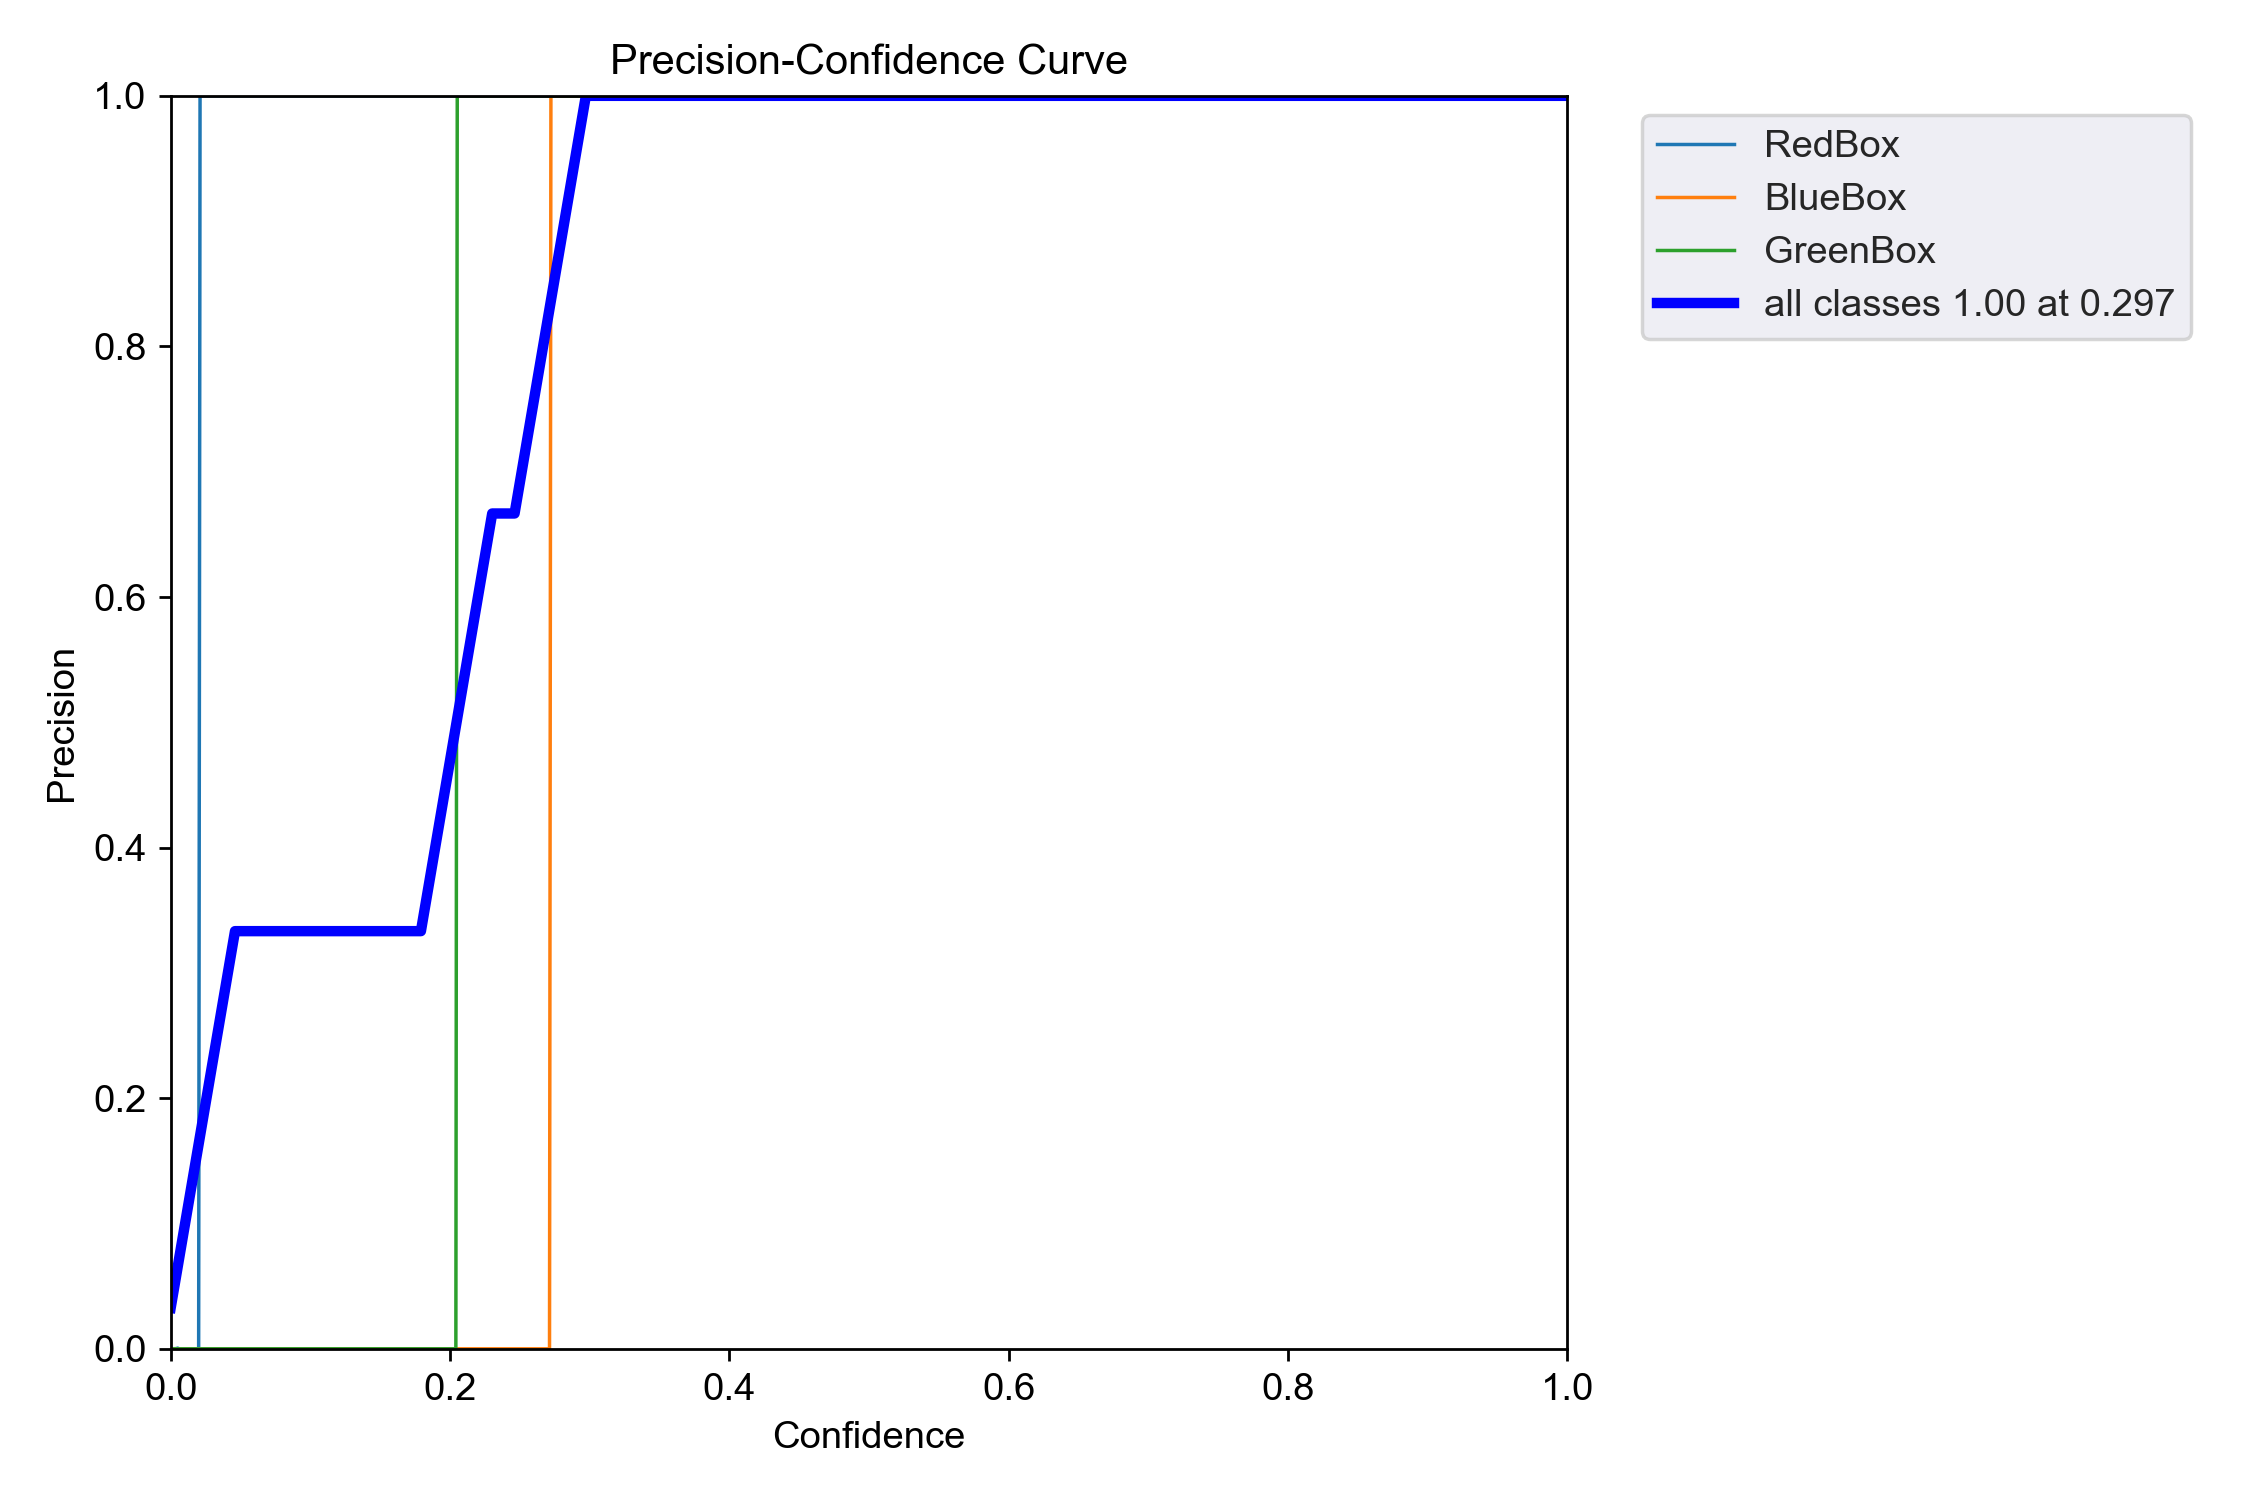 Precision-Confidence Curve
1.0
0.8
0.6
0.4
0.2
0.0
Precision
0.0 0.2 0.4 0.6 0.8 1.0
Confidence
RedBox
BlueBox
GreenBox
all classes 1.00 at 0.297